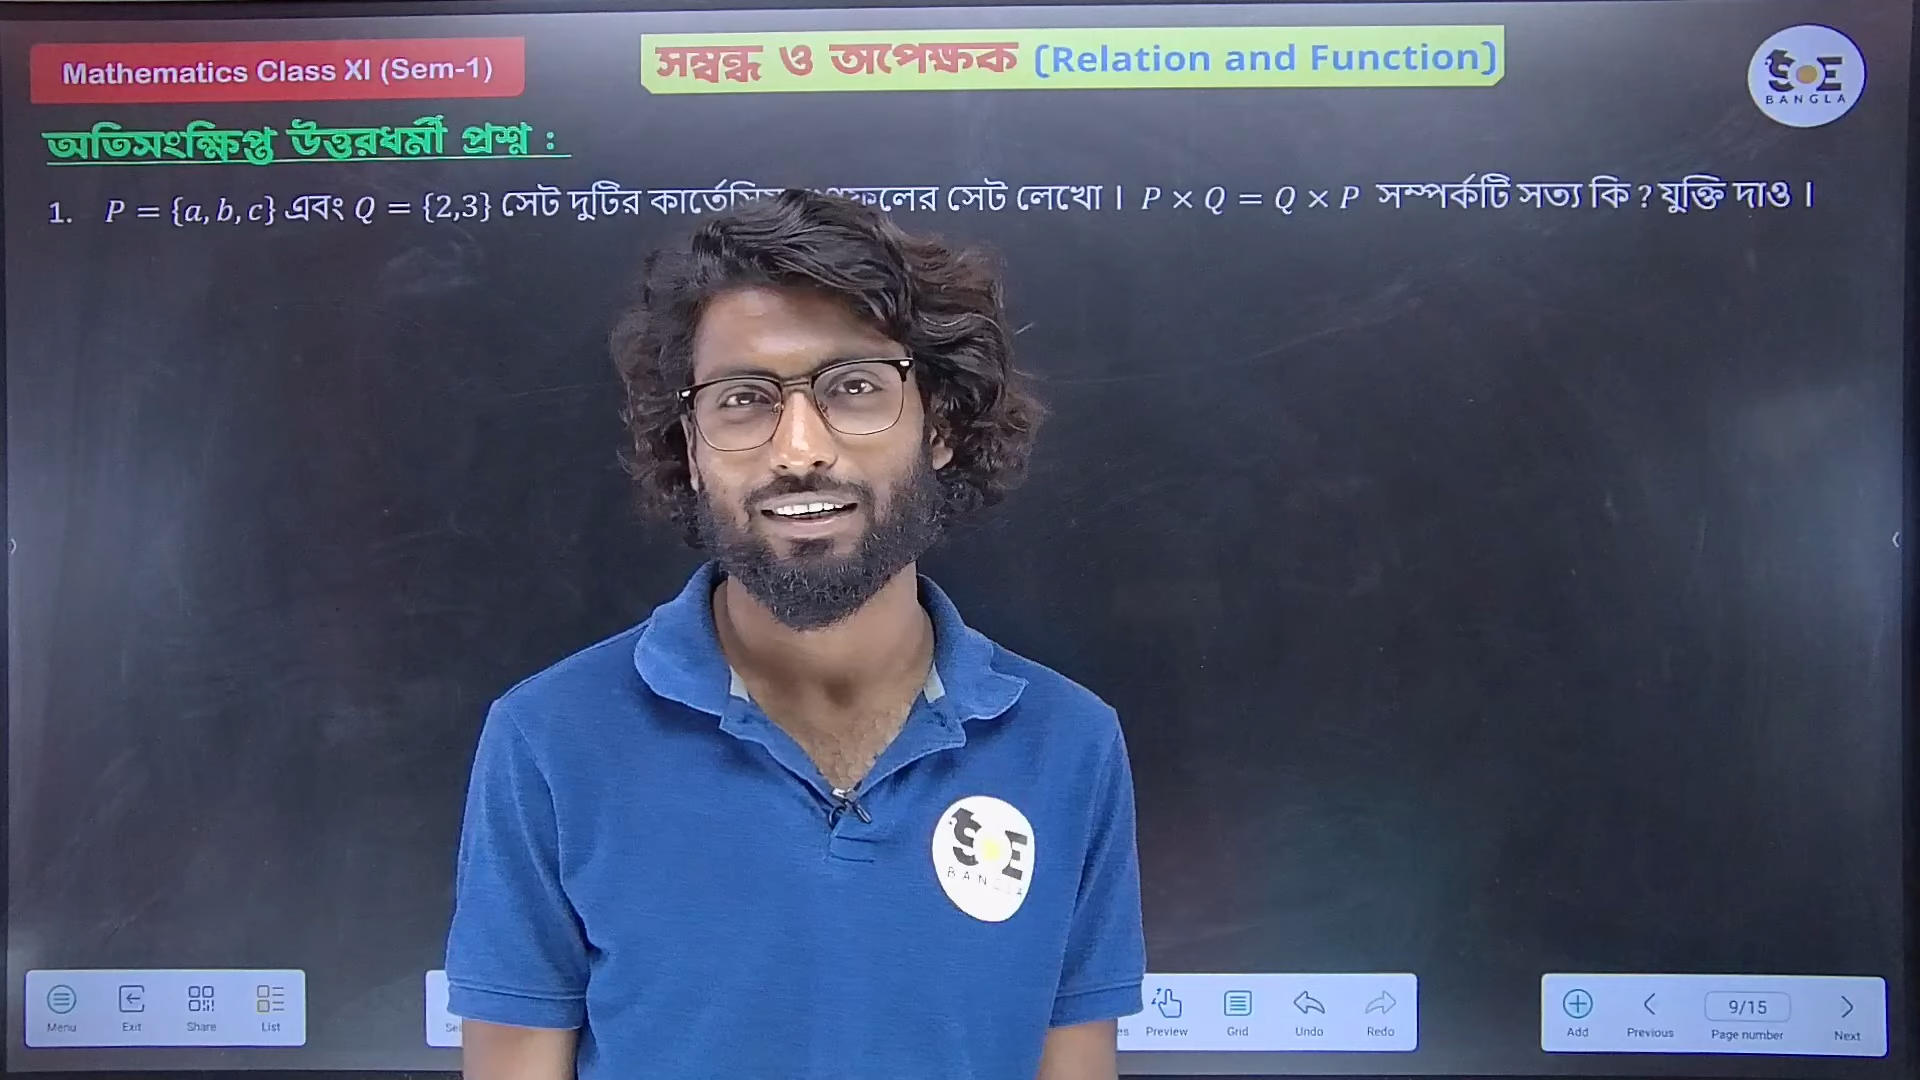 Mathematics Class XI (Sem-1)
সম্বন্ধ ও অপেক্ষক (Relation and Function)
SOE
BANGLA
অতিসংক্ষিপ্ত উত্তরধর্মী প্রশ্ন :
1. P = {a, b, c} এবং Q = {2,3} সেট দুটির সেট লেখো। P × Q = Q × P সম্পর্কটি সত্য কি ? যুক্তি দাও।
SOE
Menu
Exit
Share
List
Preview
Grid
Undo
Redo
Add
Previous
9/15
Page number
Next